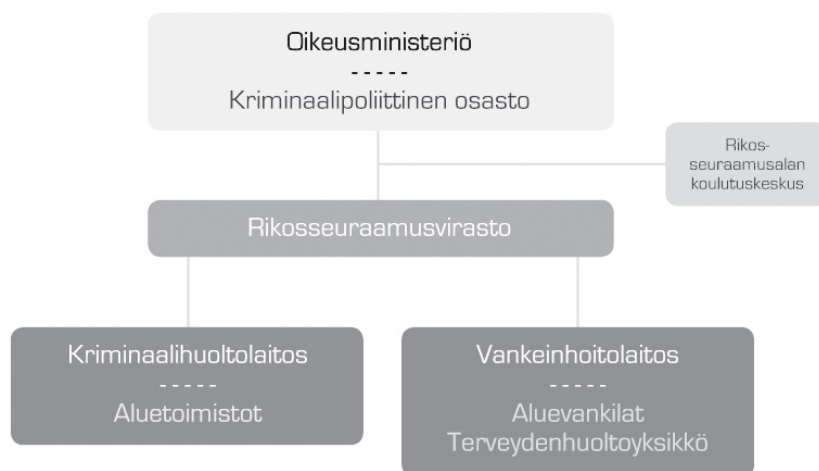 Oikeusministeriö
-----
Kriminaalipoliittinen osasto
Rikos-
seuraamusalan
koulutuskeskus
Rikosseuraamusvirasto
Kriminaalihuoltolaitos
-----
Aluetoimistot
Vankeinhoitolaitos
-----
Aluevankilat
Terveydenhuoltoyksikkö